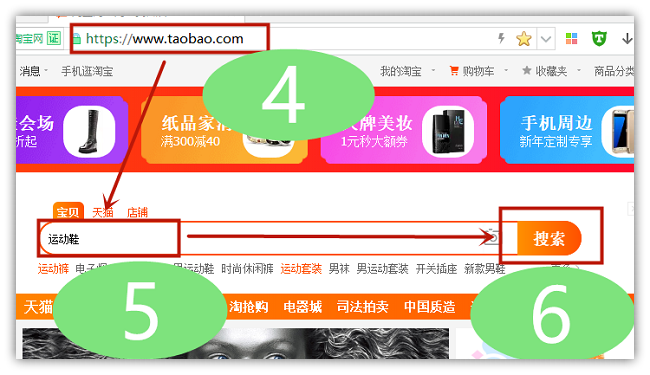 淘宝网 证 https://www.taobao.com
消息 手机逛淘宝 我的淘宝 购物车 收藏夹 商品分类
4
会场 纸品家清 大牌美妆 手机周边
折起 满300减40 1元秒大额券 新年定制专享
宝贝 天猫 店铺
运动鞋 搜索
运动裤 运动鞋 时尚休闲裤 运动套装 男袜 男运动套装 开关插座 新款男鞋
天猫 淘抢购 电器城 司法拍卖 中国质造
5
6